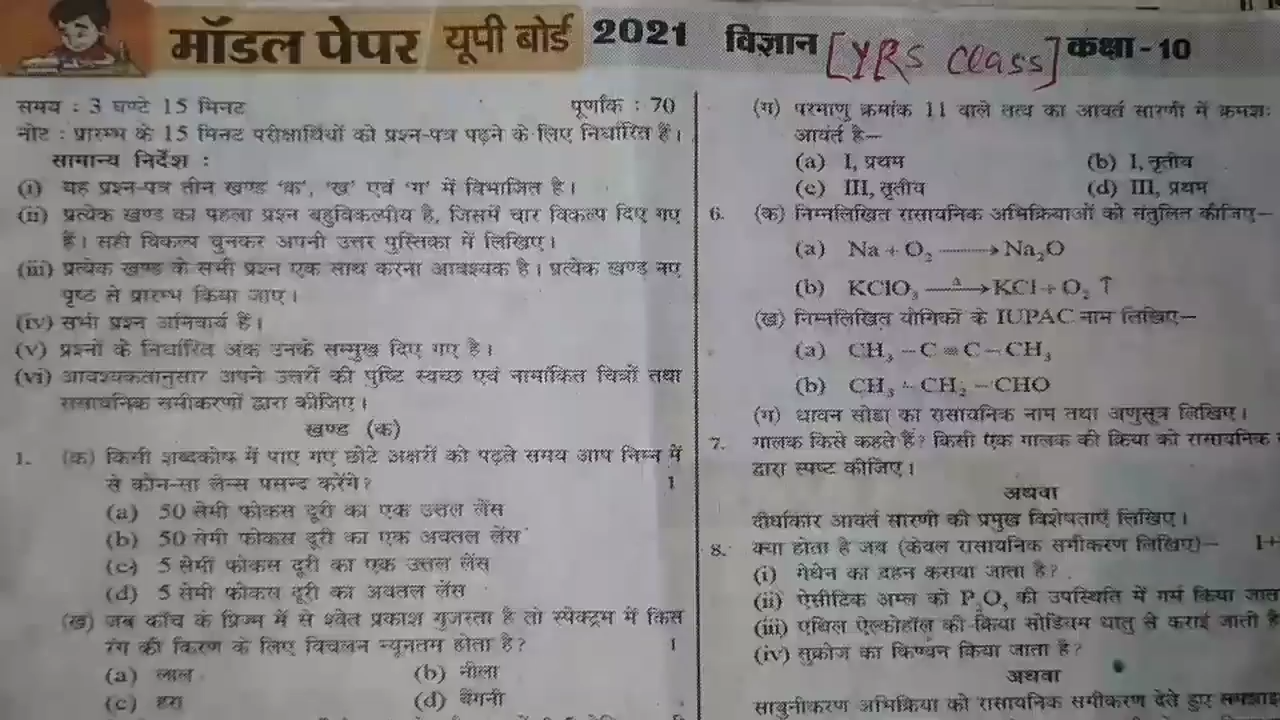 मॉडल पेपर यूपी बोर्ड 2021 विज्ञान [YRS Class] कक्षा - 10
समय : 3 घण्टे 15 मिनट पूर्णांक : 70
नोट : प्रारम्भ के 15 मिनट परीक्षार्थियों को प्रश्न-पत्र पढ़ने के लिए निर्धारित हैं।
सामान्य निर्देश :
(i) यह प्रश्न-पत्र तीन खण्ड ‘क’, ‘ख’ एवं ‘ग’ में विभाजित है।
(ii) प्रत्येक खण्ड का पहला प्रश्न बहुविकल्पीय है, जिसमें चार विकल्प दिए गए
हैं। सही विकल्प चुनकर अपनी उत्तर पुस्तिका में लिखिए।
(iii) प्रत्येक खण्ड के सभी प्रश्न एक साथ करना आवश्यक है। प्रत्येक खण्ड नए
पृष्ठ से प्रारम्भ किया जाए।
(iv) सभी प्रश्न अनिवार्य हैं।
(v) प्रश्नों के निर्धारित अंक उनके सम्मुख दिए गए है।
(vi) आवश्यकतानुसार अपने उत्तरों की पुष्टि स्वच्छ एवं नामांकित चित्रों तथा
रासायनिक समीकरणों द्वारा कीजिए।
खण्ड (क)
1. (क) किसी शब्दकोष में पाए गए छोटे अक्षरों को पढ़ते समय आप निम्न में
से कौन-सा लेन्स पसन्द करेंगे? 1
(a) 50 सेमी फोकस दूरी का एक उत्तल लेंस
(b) 50 सेमी फोकस दूरी का एक अवतल लेंस
(c) 5 सेमी फोकस दूरी का एक उत्तल लेंस
(d) 5 सेमी फोकस दूरी का अवतल लेंस
(ख) जब काँच के प्रिज्म में से श्वेत प्रकाश गुजरता है तो स्पेक्ट्रम में किस
रंग की किरण के लिए विचलन न्यूनतम होता है? 1
(a) लाल (b) नीला
(c) हरा (d) बैंगनी
(ग) परमाणु क्रमांक 11 वाले तत्व का आवर्त सारणी में क्रमशः
आवर्त है—
(a) I, प्रथम (b) I, तृतीय
(c) III, तृतीय (d) III, प्रथम
6. (क) निम्नलिखित रासायनिक अभिक्रियाओं को संतुलित कीजिए—
(a) Na + O₂ ⟶ Na₂O
(b) KClO₃ —Δ→ KCl + O₂ ↑
(ख) निम्नलिखित यौगिकों के IUPAC नाम लिखिए—
(a) CH₃ – C ≡ C – CH₃
(b) CH₃ – CH₂ – CHO
(ग) धावन सोडा का रासायनिक नाम तथा अणुसूत्र लिखिए।
7. गालक किसे कहते हैं? किसी एक गालक की क्रिया को रासायनिक
द्वारा स्पष्ट कीजिए।
अथवा
दीर्घाकार आवर्त सारणी की प्रमुख विशेषताएँ लिखिए।
8. क्या होता है जब (केवल रासायनिक समीकरण लिखिए)— 1+
(i) मेथेन का दहन कराया जाता है?
(ii) ऐसीटिक अम्ल को P₂O₅ की उपस्थिति में गर्म किया जात
(iii) एथिल ऐल्कोहॉल की क्रिया सोडियम धातु से कराई जाती है
(iv) सुक्रोज का किण्वन किया जाता है?
अथवा
साबुनीकरण अभिक्रिया को रासायनिक समीकरण देते हुए समझाइ